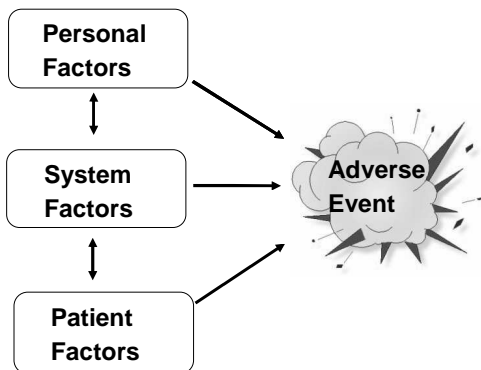 Personal
Factors
System
Factors
Adverse
Event
Patient
Factors